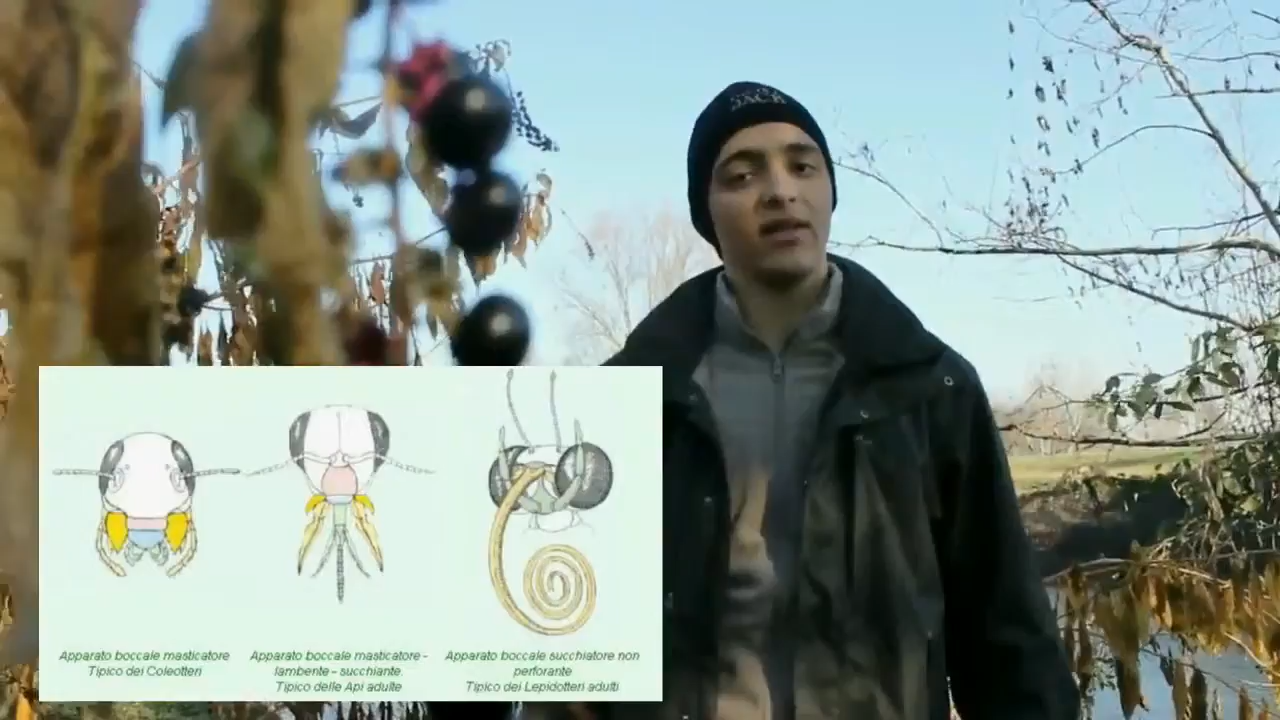 JACK
Apparato boccale masticatore
Tipico dei Coleotteri
Apparato boccale masticatore -
lambente - succhiante.
Tipico delle Api adulte
Apparato boccale succhiatore non
perforante
Tipico dei Lepidotteri adulti